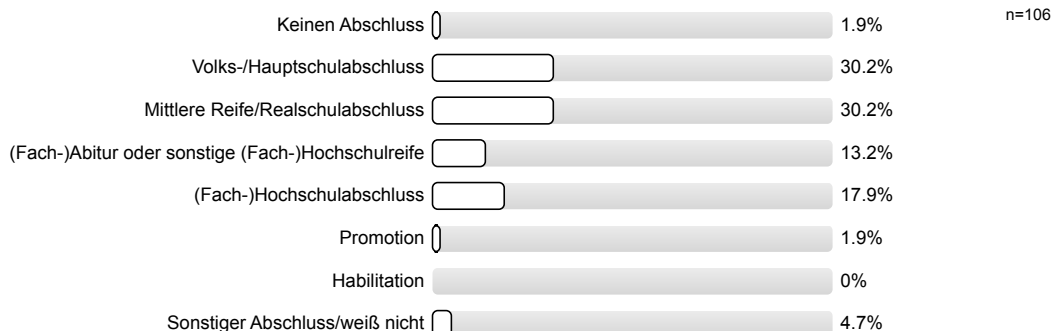 n=106
Keinen Abschluss 1.9%
Volks-/Hauptschulabschluss 30.2%
Mittlere Reife/Realschulabschluss 30.2%
(Fach-)Abitur oder sonstige (Fach-)Hochschulreife 13.2%
(Fach-)Hochschulabschluss 17.9%
Promotion 1.9%
Habilitation 0%
Sonstiger Abschluss/weiß nicht 4.7%